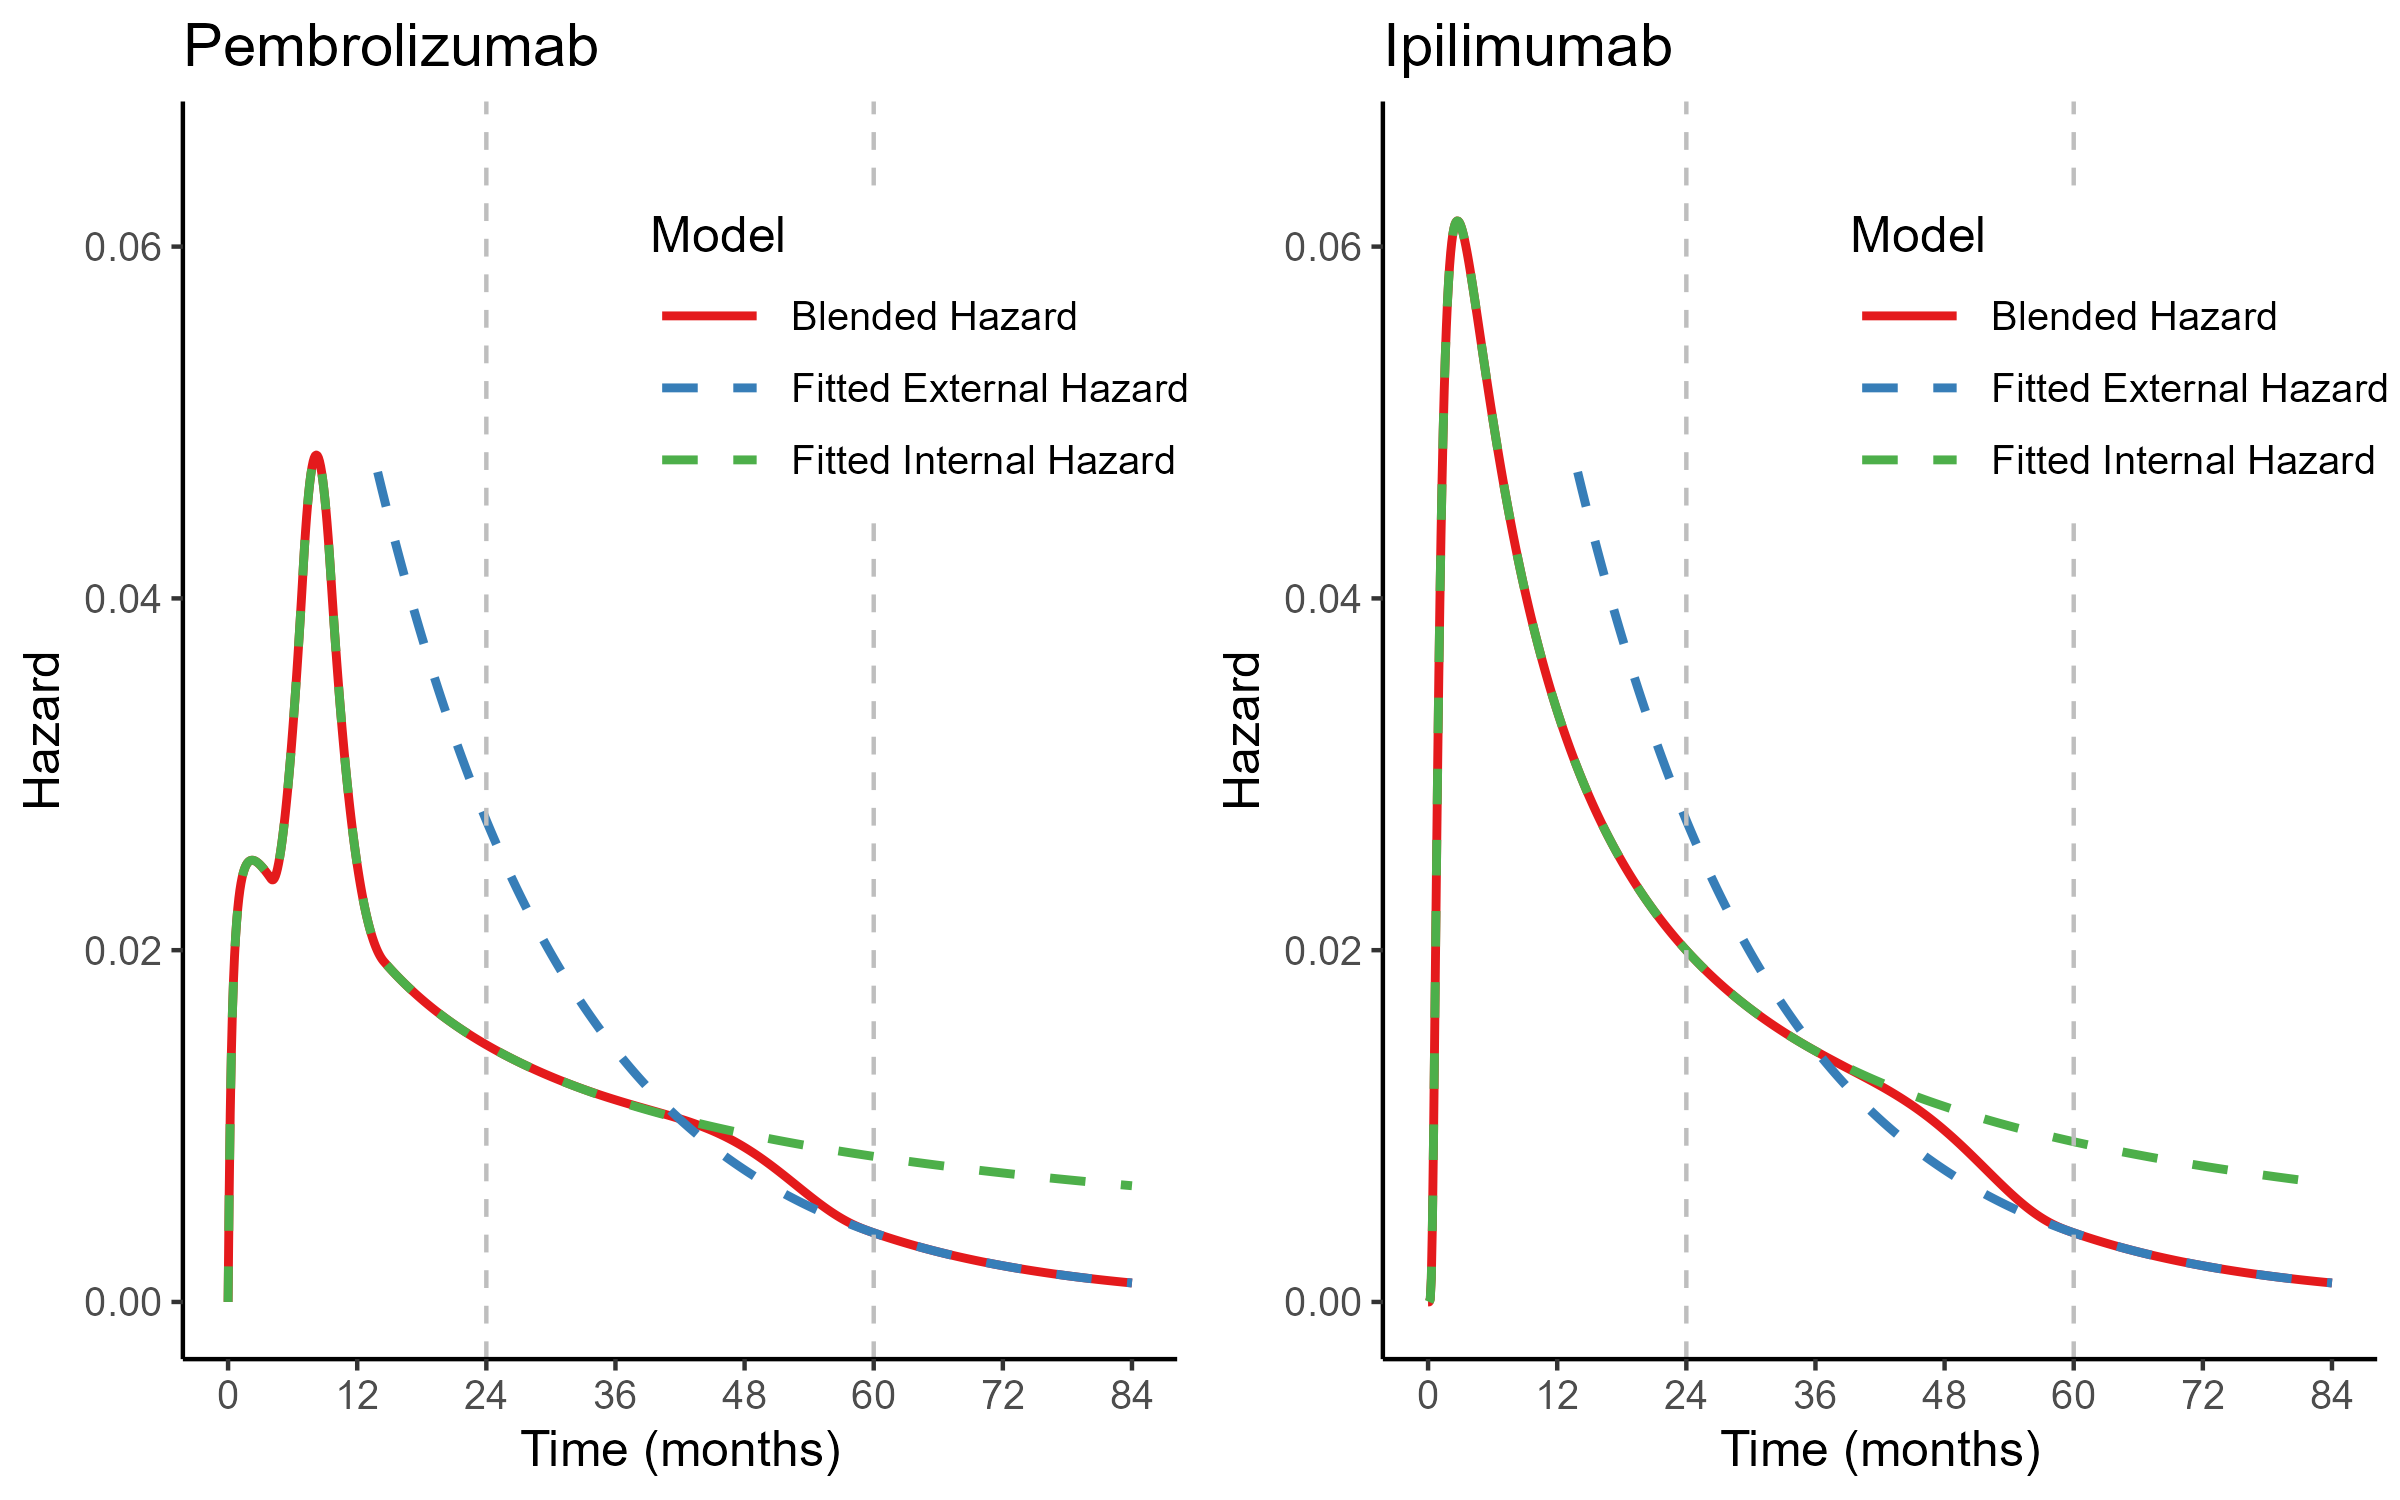 Pembrolizumab
Hazard
0.06
0.04
0.02
0.00
0 12 24 36 48 60 72 84
Time (months)
Model
Blended Hazard
Fitted External Hazard
Fitted Internal Hazard
Ipilimumab
Hazard
0.06
0.04
0.02
0.00
0 12 24 36 48 60 72 84
Time (months)
Model
Blended Hazard
Fitted External Hazard
Fitted Internal Hazard